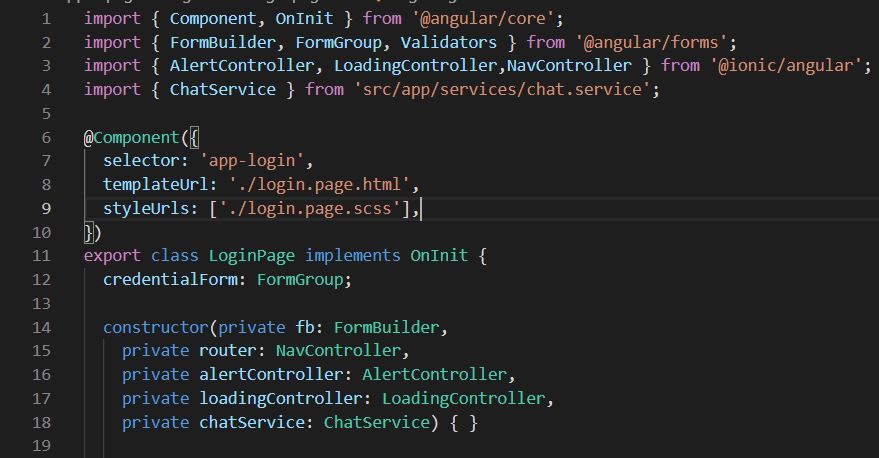 1 import { Component, OnInit } from '@angular/core';
2 import { FormBuilder, FormGroup, Validators } from '@angular/forms';
3 import { AlertController, LoadingController,NavController } from '@ionic/angular';
4 import { ChatService } from 'src/app/services/chat.service';
5
6 @Component({
7   selector: 'app-login',
8   templateUrl: './login.page.html',
9   styleUrls: ['./login.page.scss'],
10 })
11 export class LoginPage implements OnInit {
12   credentialForm: FormGroup;
13
14   constructor(private fb: FormBuilder,
15     private router: NavController,
16     private alertController: AlertController,
17     private loadingController: LoadingController,
18     private chatService: ChatService) { }
19